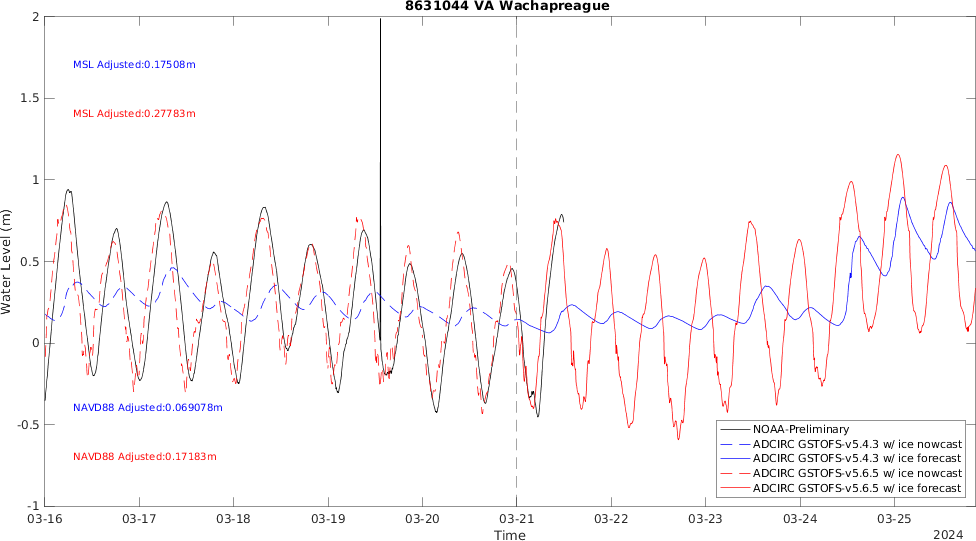 8631044 VA Wachapreague
2
1.5
1
0.5
0
-0.5
-1
Water Level (m)
MSL Adjusted:0.17508m
MSL Adjusted:0.27783m
NAVD88 Adjusted:0.069078m
NAVD88 Adjusted:0.17183m
NOAA-Preliminary
ADCIRC GSTOFS-v5.4.3 w/ ice nowcast
ADCIRC GSTOFS-v5.4.3 w/ ice forecast
ADCIRC GSTOFS-v5.6.5 w/ ice nowcast
ADCIRC GSTOFS-v5.6.5 w/ ice forecast
03-16 03-17 03-18 03-19 03-20 03-21 03-22 03-23 03-24 03-25
Time
2024